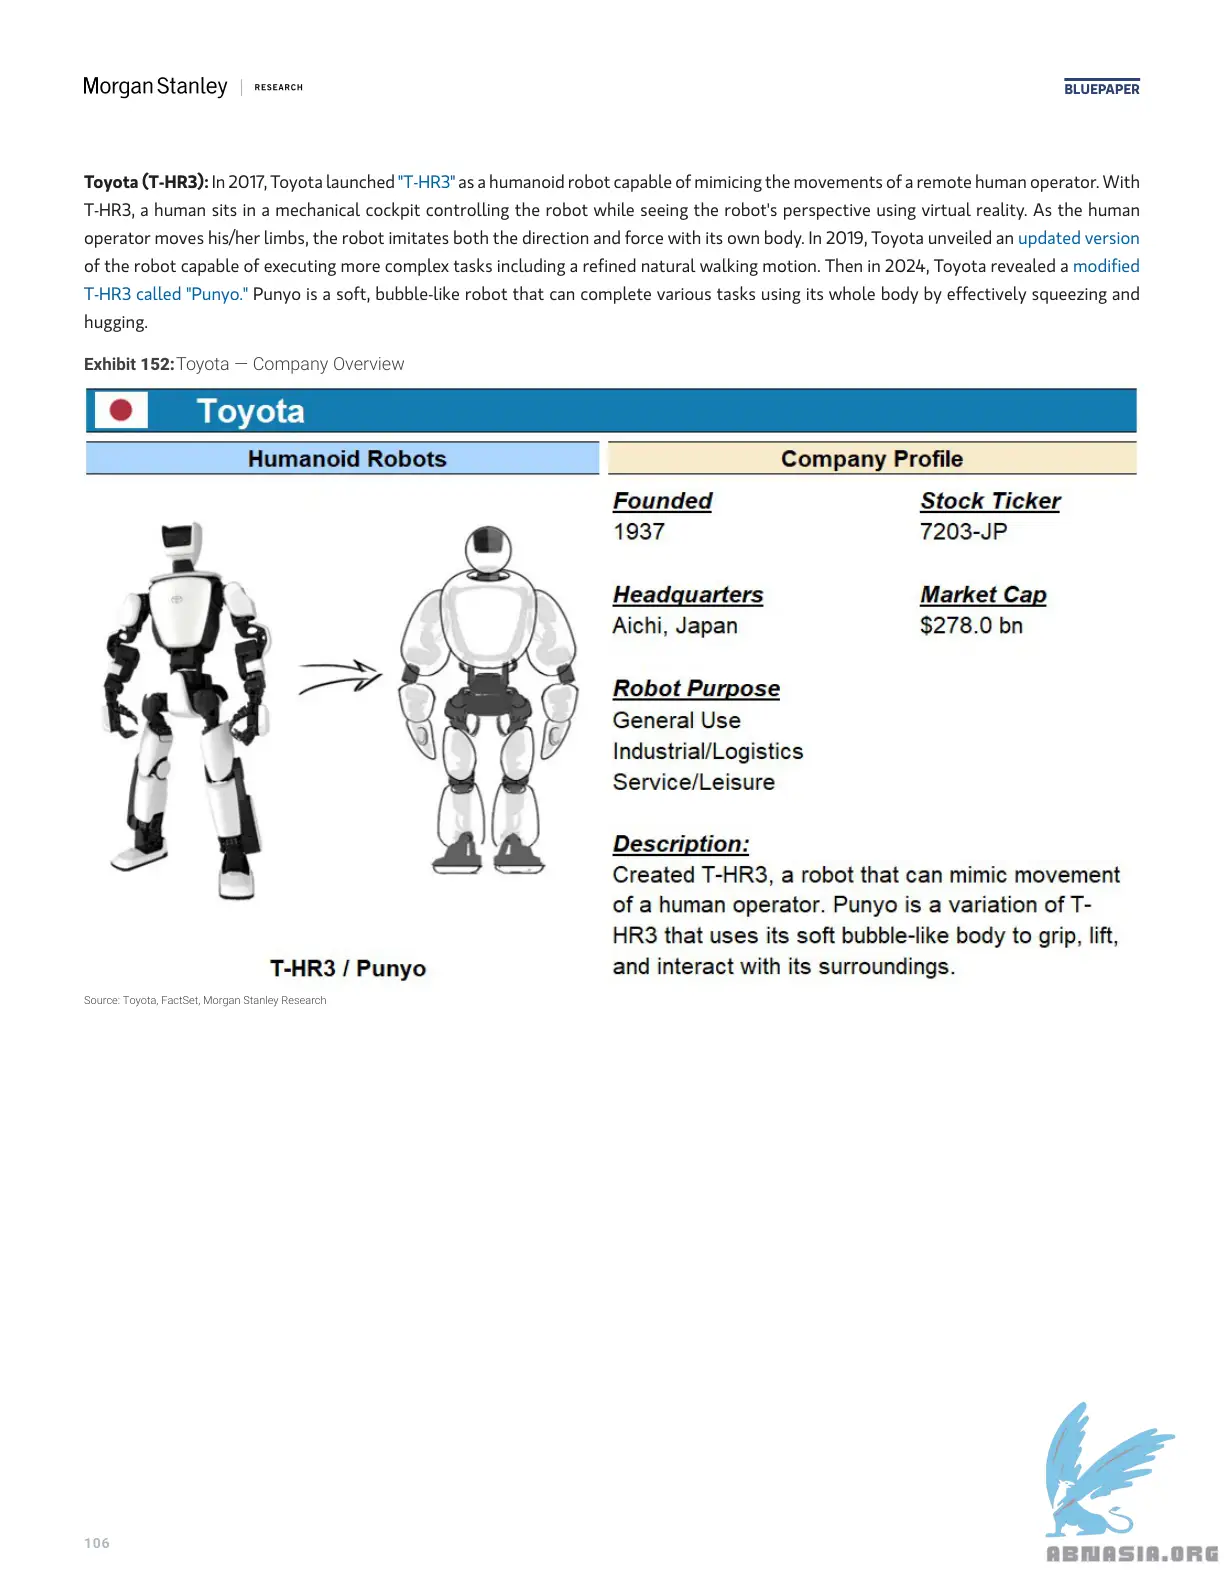 Morgan Stanley | RESEARCH
BLUEPAPER
Toyota (T-HR3): In 2017, Toyota launched "T-HR3" as a humanoid robot capable of mimicing the movements of a remote human operator. With
T-HR3, a human sits in a mechanical cockpit controlling the robot while seeing the robot's perspective using virtual reality. As the human
operator moves his/her limbs, the robot imitates both the direction and force with its own body. In 2019, Toyota unveiled an updated version
of the robot capable of executing more complex tasks including a refined natural walking motion. Then in 2024, Toyota revealed a modified
T-HR3 called "Punyo." Punyo is a soft, bubble-like robot that can complete various tasks using its whole body by effectively squeezing and
hugging.
Exhibit 152: Toyota — Company Overview
Toyota
Humanoid Robots
Company Profile
Founded
1937
Stock Ticker
7203-JP
Headquarters
Aichi, Japan
Market Cap
$278.0 bn
Robot Purpose
General Use
Industrial/Logistics
Service/Leisure
Description:
Created T-HR3, a robot that can mimic movement
of a human operator. Punyo is a variation of T-
HR3 that uses its soft bubble-like body to grip, lift,
and interact with its surroundings.
T-HR3 / Punyo
Source: Toyota, FactSet, Morgan Stanley Research
106
ABNASIA.ORG